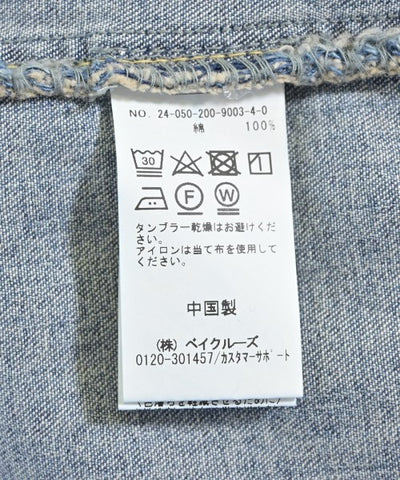 NO. 24-050-200-9003-4-0
綿 100%
30
F W
タンブラー乾燥はお避けくださ
い。
アイロンは当て布を使用して
ください。
中国製
(株) ベイクルーズ
0120-301457/カスタマーサポート